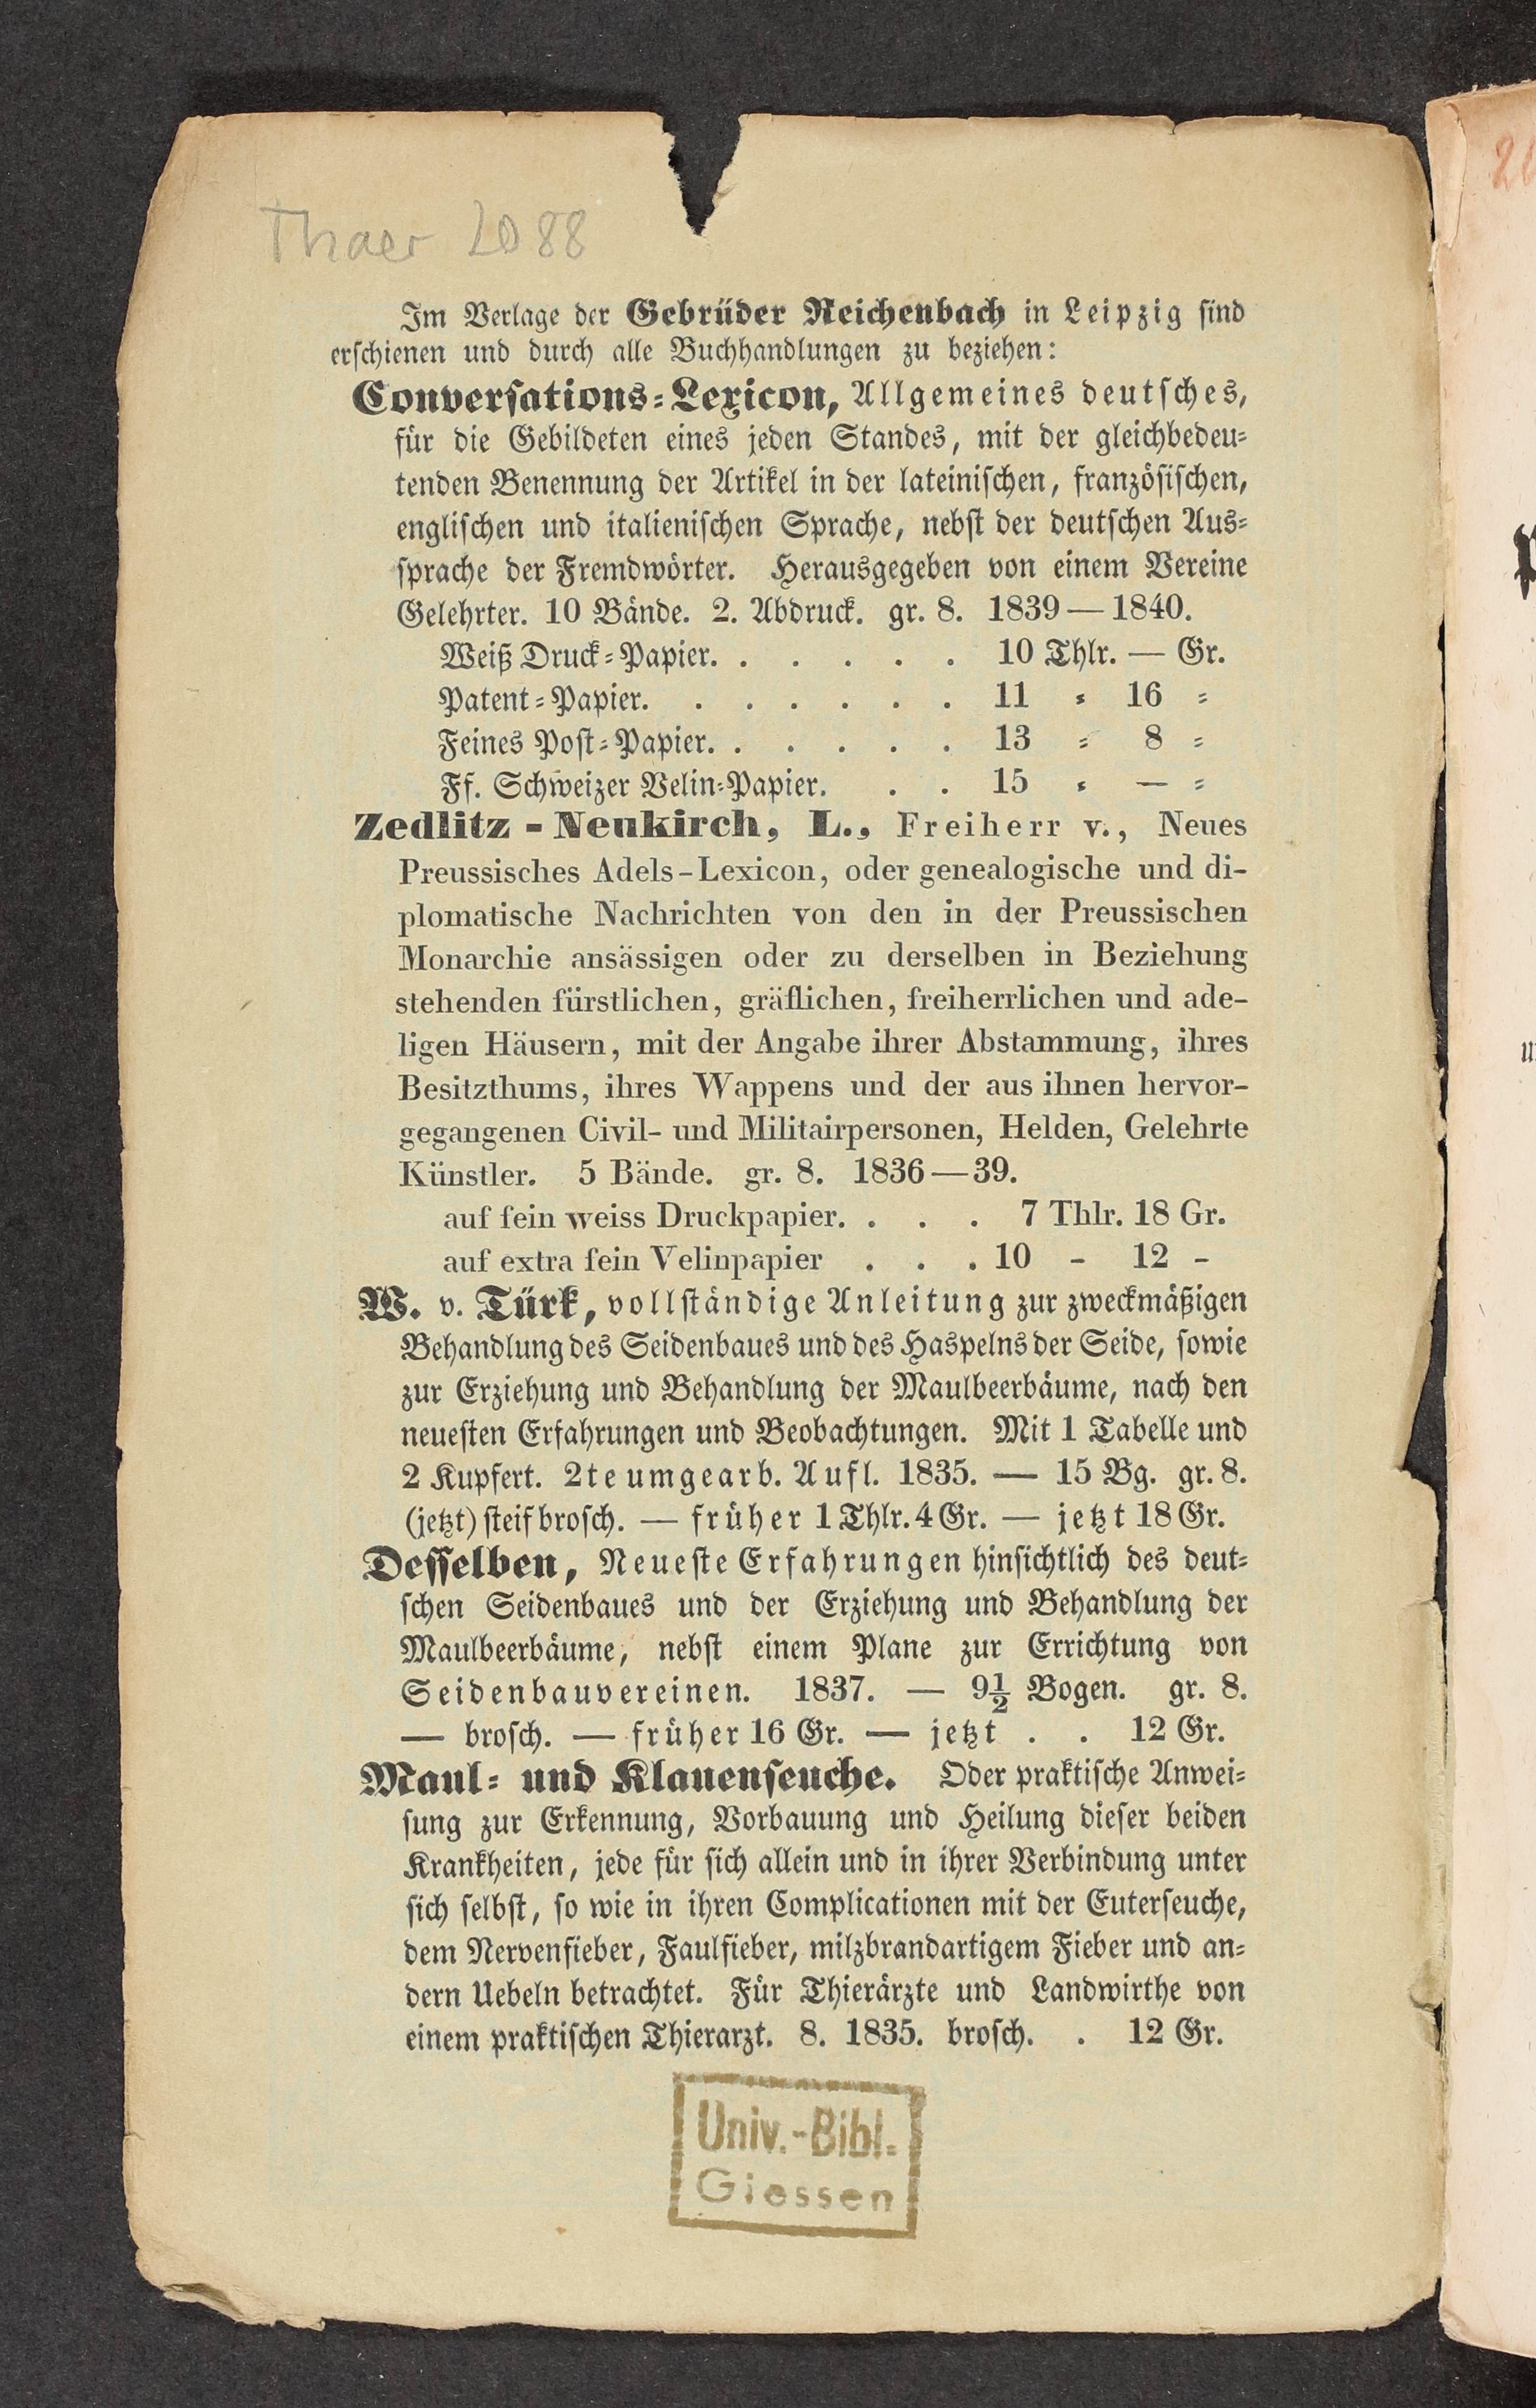 Thaer 2088
Im Verlage der Gebrüder Reichenbach in Leipzig sind
erschienen und durch alle Buchhandlungen zu beziehen:
Conversations-Lexicon, Allgemeines deutsches,
für die Gebildeten eines jeden Standes, mit der gleichbedeu-
tenden Benennung der Artikel in der lateinischen, französischen,
englischen und italienischen Sprache, nebst der deutschen Aus-
sprache der Fremdwörter. Herausgegeben von einem Vereine
Gelehrter. 10 Bände. 2. Abdruck. gr. 8. 1839—1840.
Weiß Druck-Papier. . . . . . 10 Thlr. — Gr.
Patent-Papier. . . . . . . 11 = 16 =
Feines Post-Papier. . . . . . 13 = 8 =
Ff. Schweizer Velin-Papier. . . 15 = — =
Zedlitz-Neukirch, L., Freiherr v., Neues
Preussisches Adels-Lexicon, oder genealogische und di-
plomatische Nachrichten von den in der Preussischen
Monarchie ansässigen oder zu derselben in Beziehung
stehenden fürstlichen, gräflichen, freiherrlichen und ade-
ligen Häusern, mit der Angabe ihrer Abstammung, ihres
Besitzthums, ihres Wappens und der aus ihnen hervor-
gegangenen Civil- und Militairpersonen, Helden, Gelehrte
Künstler. 5 Bände. gr. 8. 1836—39.
auf fein weiss Druckpapier. . . . 7 Thlr. 18 Gr.
auf extra fein Velinpapier . . . 10 - 12 -
W. v. Türk, vollständige Anleitung zur zweckmäßigen
Behandlung des Seidenbaues und des Haspelns der Seide, sowie
zur Erziehung und Behandlung der Maulbeerbäume, nach den
neuesten Erfahrungen und Beobachtungen. Mit 1 Tabelle und
2 Kupfert. 2te umgearb. Aufl. 1835. — 15 Bg. gr. 8.
(jetzt) steif brosch. — früher 1 Thlr. 4 Gr. — jetzt 18 Gr.
Desselben, Neueste Erfahrungen hinsichtlich des deut-
schen Seidenbaues und der Erziehung und Behandlung der
Maulbeerbäume, nebst einem Plane zur Errichtung von
Seidenbauvereinen. 1837. — 9½ Bogen. gr. 8.
— brosch. — früher 16 Gr. — jetzt . . 12 Gr.
Maul- und Klauenseuche. Oder praktische Anwei-
sung zur Erkennung, Vorbauung und Heilung dieser beiden
Krankheiten, jede für sich allein und in ihrer Verbindung unter
sich selbst, so wie in ihren Complicationen mit der Euterseuche,
dem Nervenfieber, Faulfieber, milzbrandartigem Fieber und an-
dern Uebeln betrachtet. Für Thierärzte und Landwirthe von
einem praktischen Thierarzt. 8. 1835. brosch. . 12 Gr.
Univ.-Bibl.
Giessen